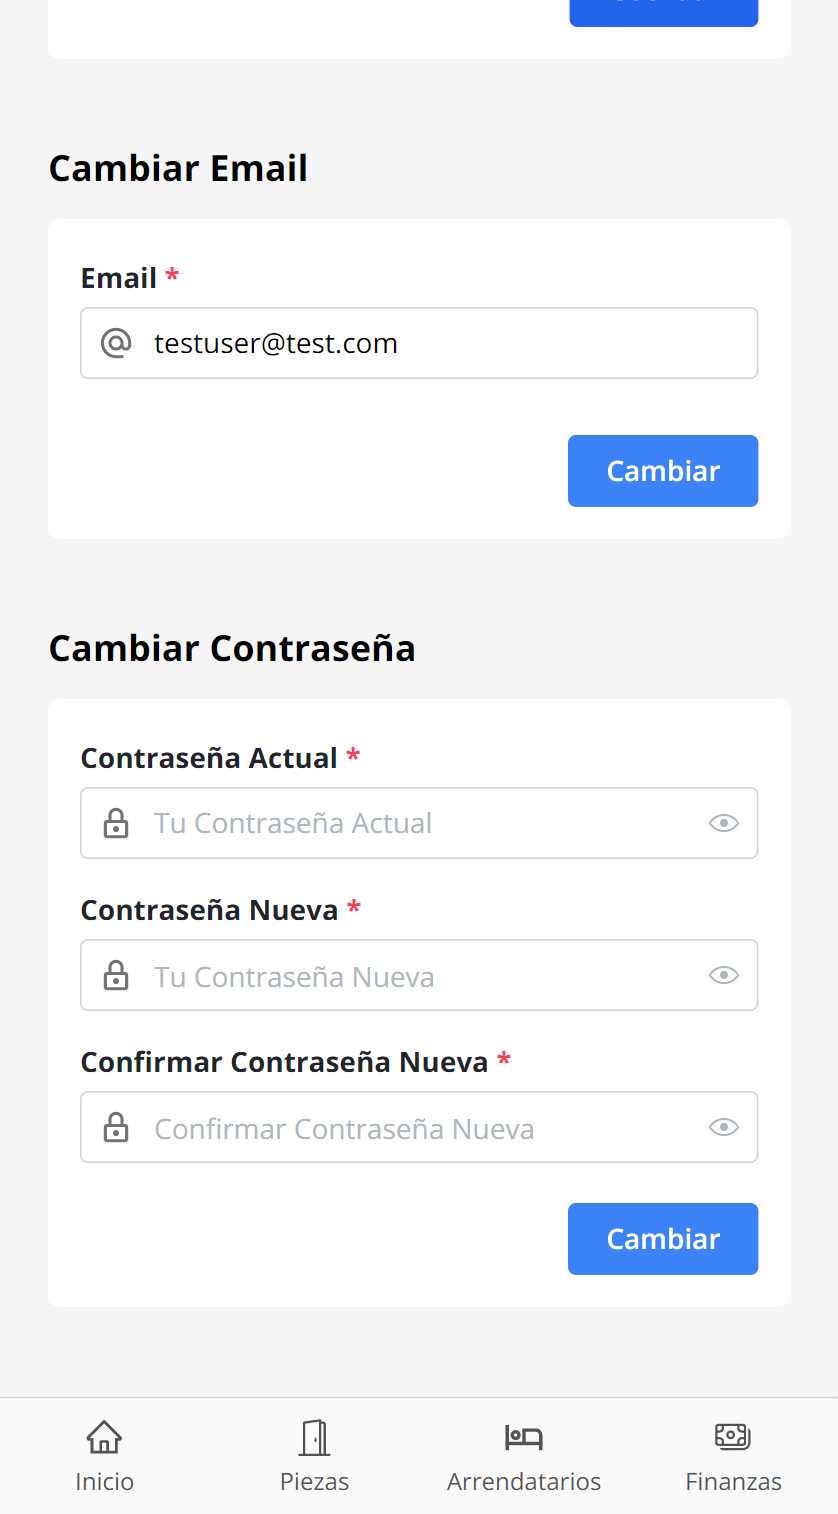 Cambiar Email
Email *
testuser@test.com
Cambiar
Cambiar Contraseña
Contraseña Actual *
Tu Contraseña Actual
Contraseña Nueva *
Tu Contraseña Nueva
Confirmar Contraseña Nueva *
Confirmar Contraseña Nueva
Cambiar
Inicio Piezas Arrendatarios Finanzas